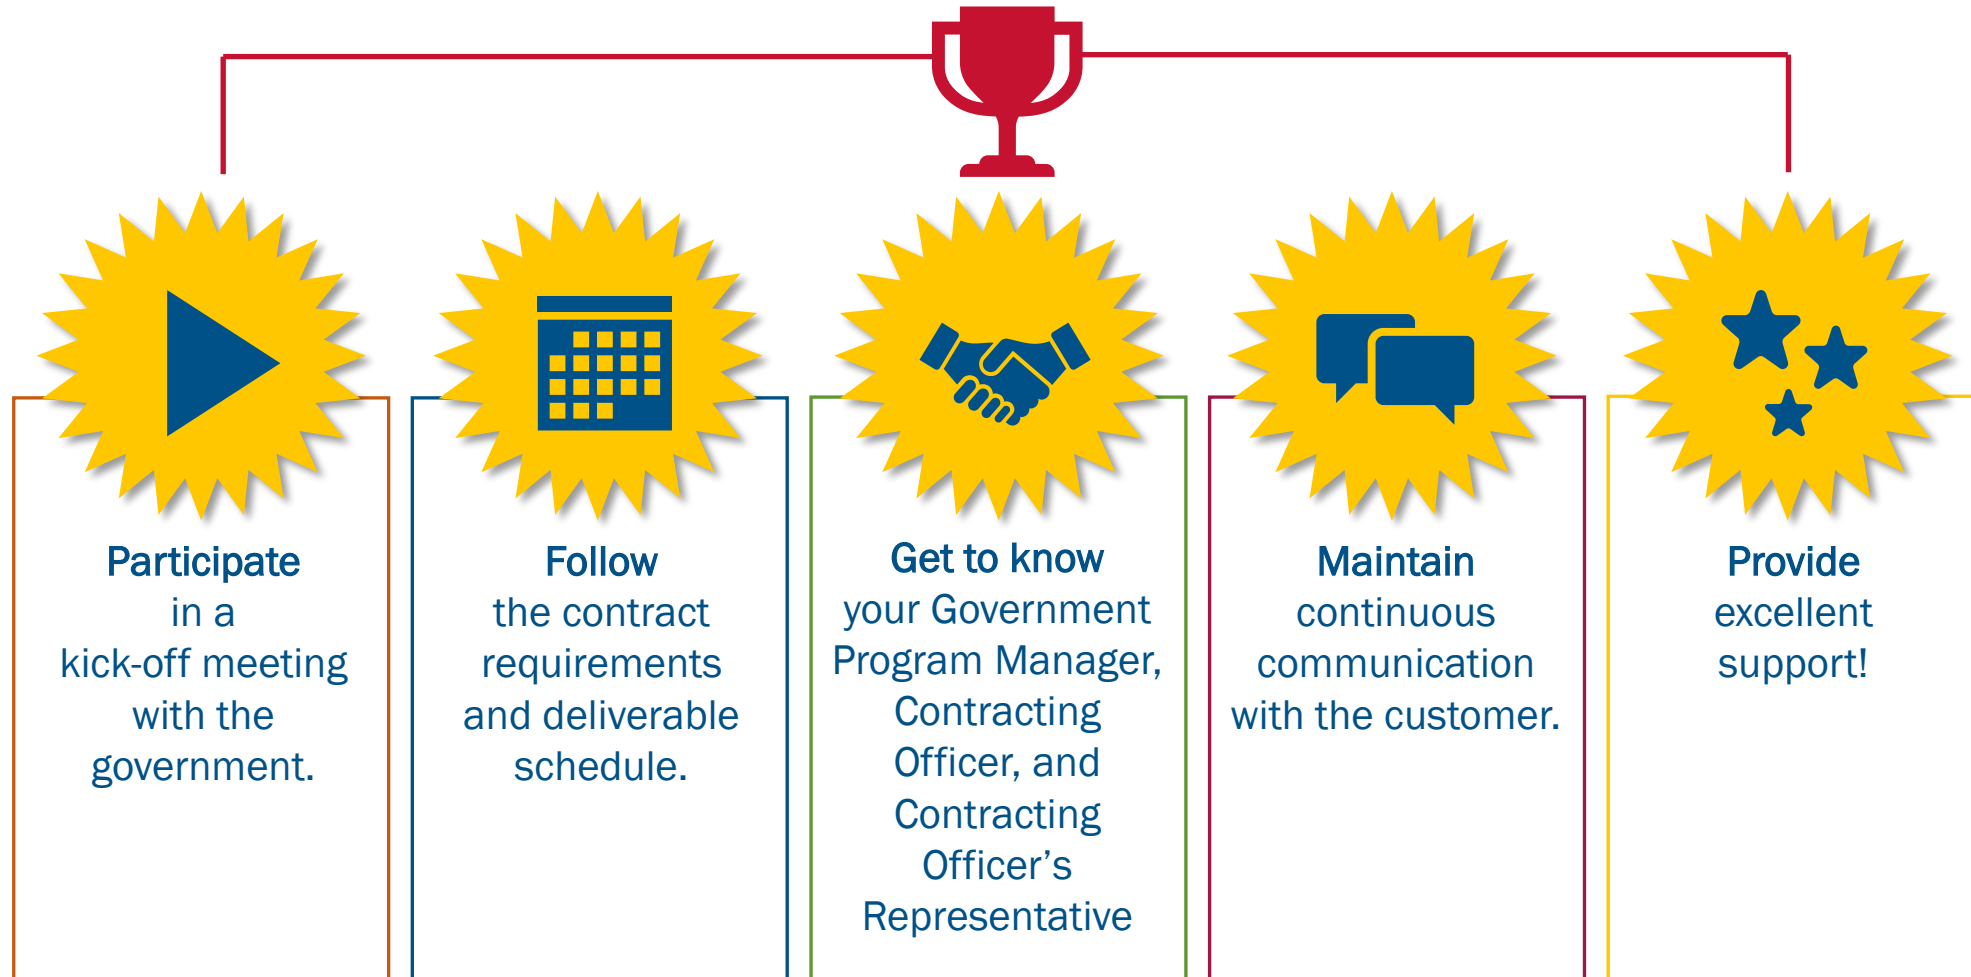 Participate
in a
kick-off meeting
with the
government.
Follow
the contract
requirements
and deliverable
schedule.
Get to know
your Government
Program Manager,
Contracting
Officer, and
Contracting
Officer’s
Representative
Maintain
continuous
communication
with the customer.
Provide
excellent
support!